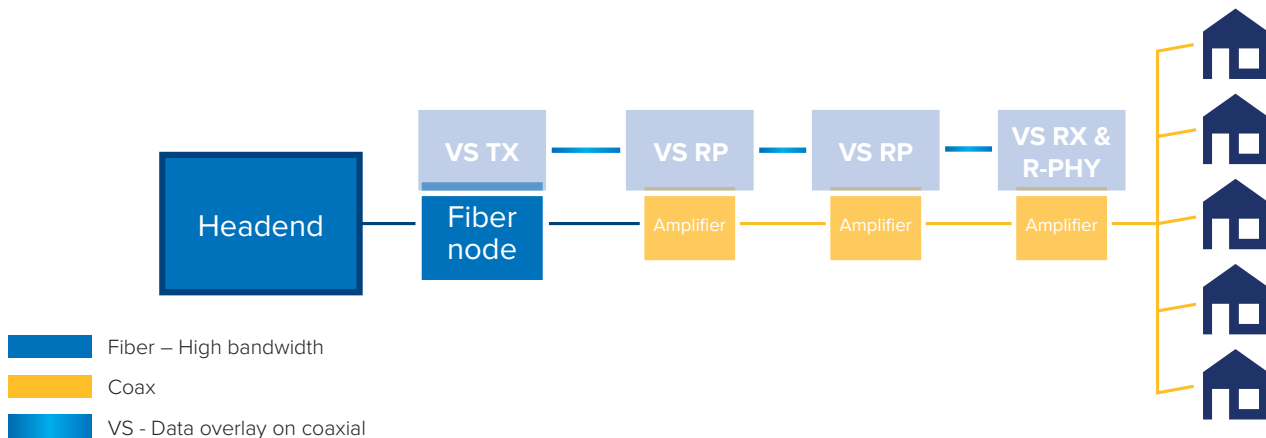 VS TX
VS RP
VS RP
VS RX &
R-PHY
Headend
Fiber
node
Amplifier
Amplifier
Amplifier
Fiber – High bandwidth
Coax
VS - Data overlay on coaxial